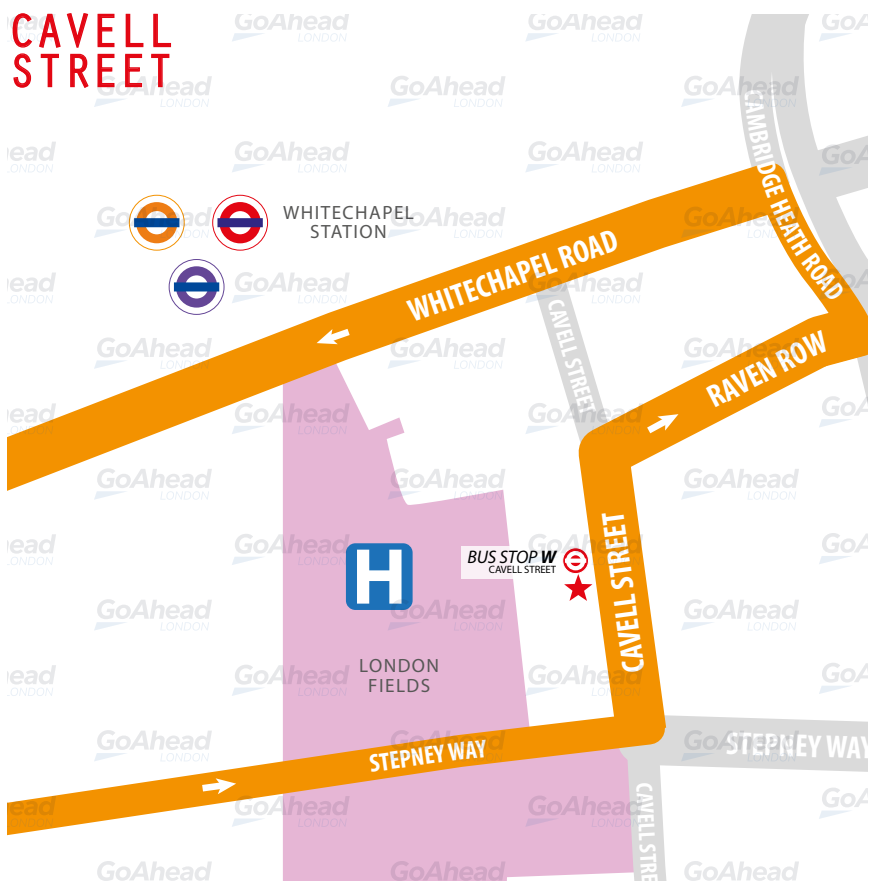 CAVELL
STREET
WHITECHAPEL
STATION
CAMBRIDGE HEATH ROAD
WHITECHAPEL ROAD
CAVELL STREET
RAVEN ROW
BUS STOP W
CAVELL STREET
CAVELL STREET
H
LONDON
FIELDS
STEPNEY WAY
STEPNEY WAY
CAVELL STRE
GoAhead
LONDON